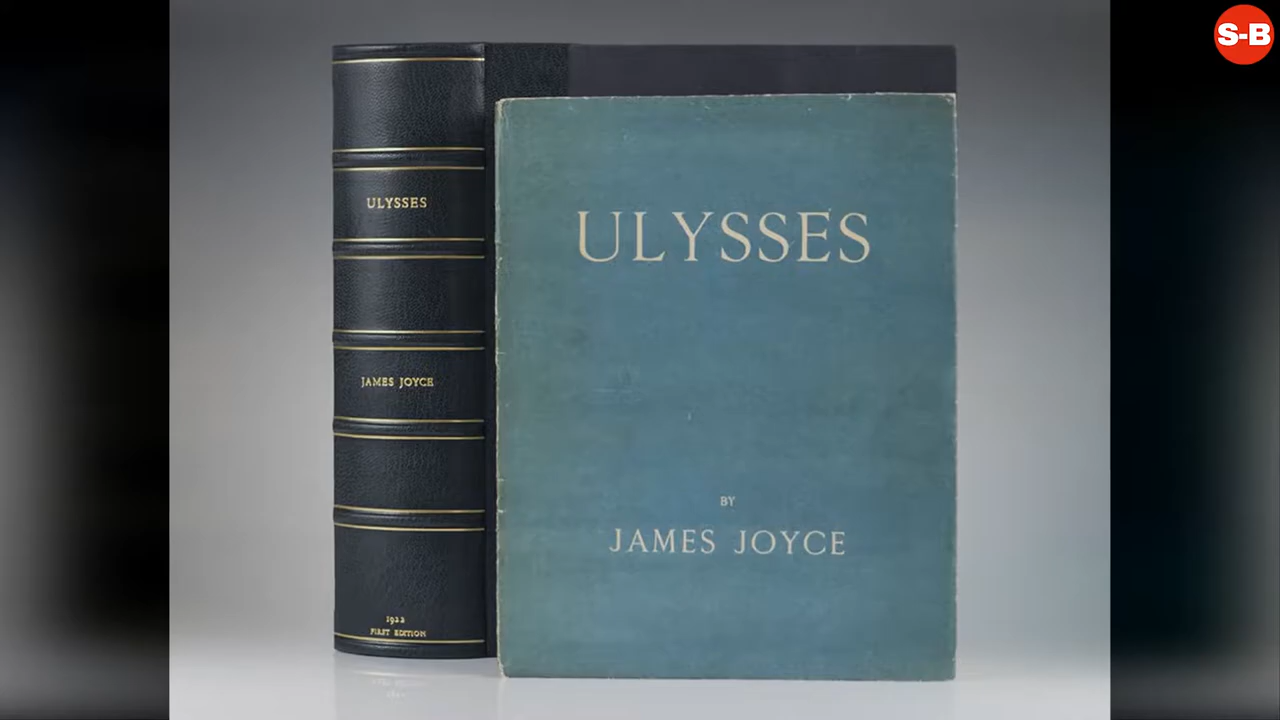 ULYSSES
JAMES JOYCE
1922
FIRST EDITION
ULYSSES
BY
JAMES JOYCE
S-B